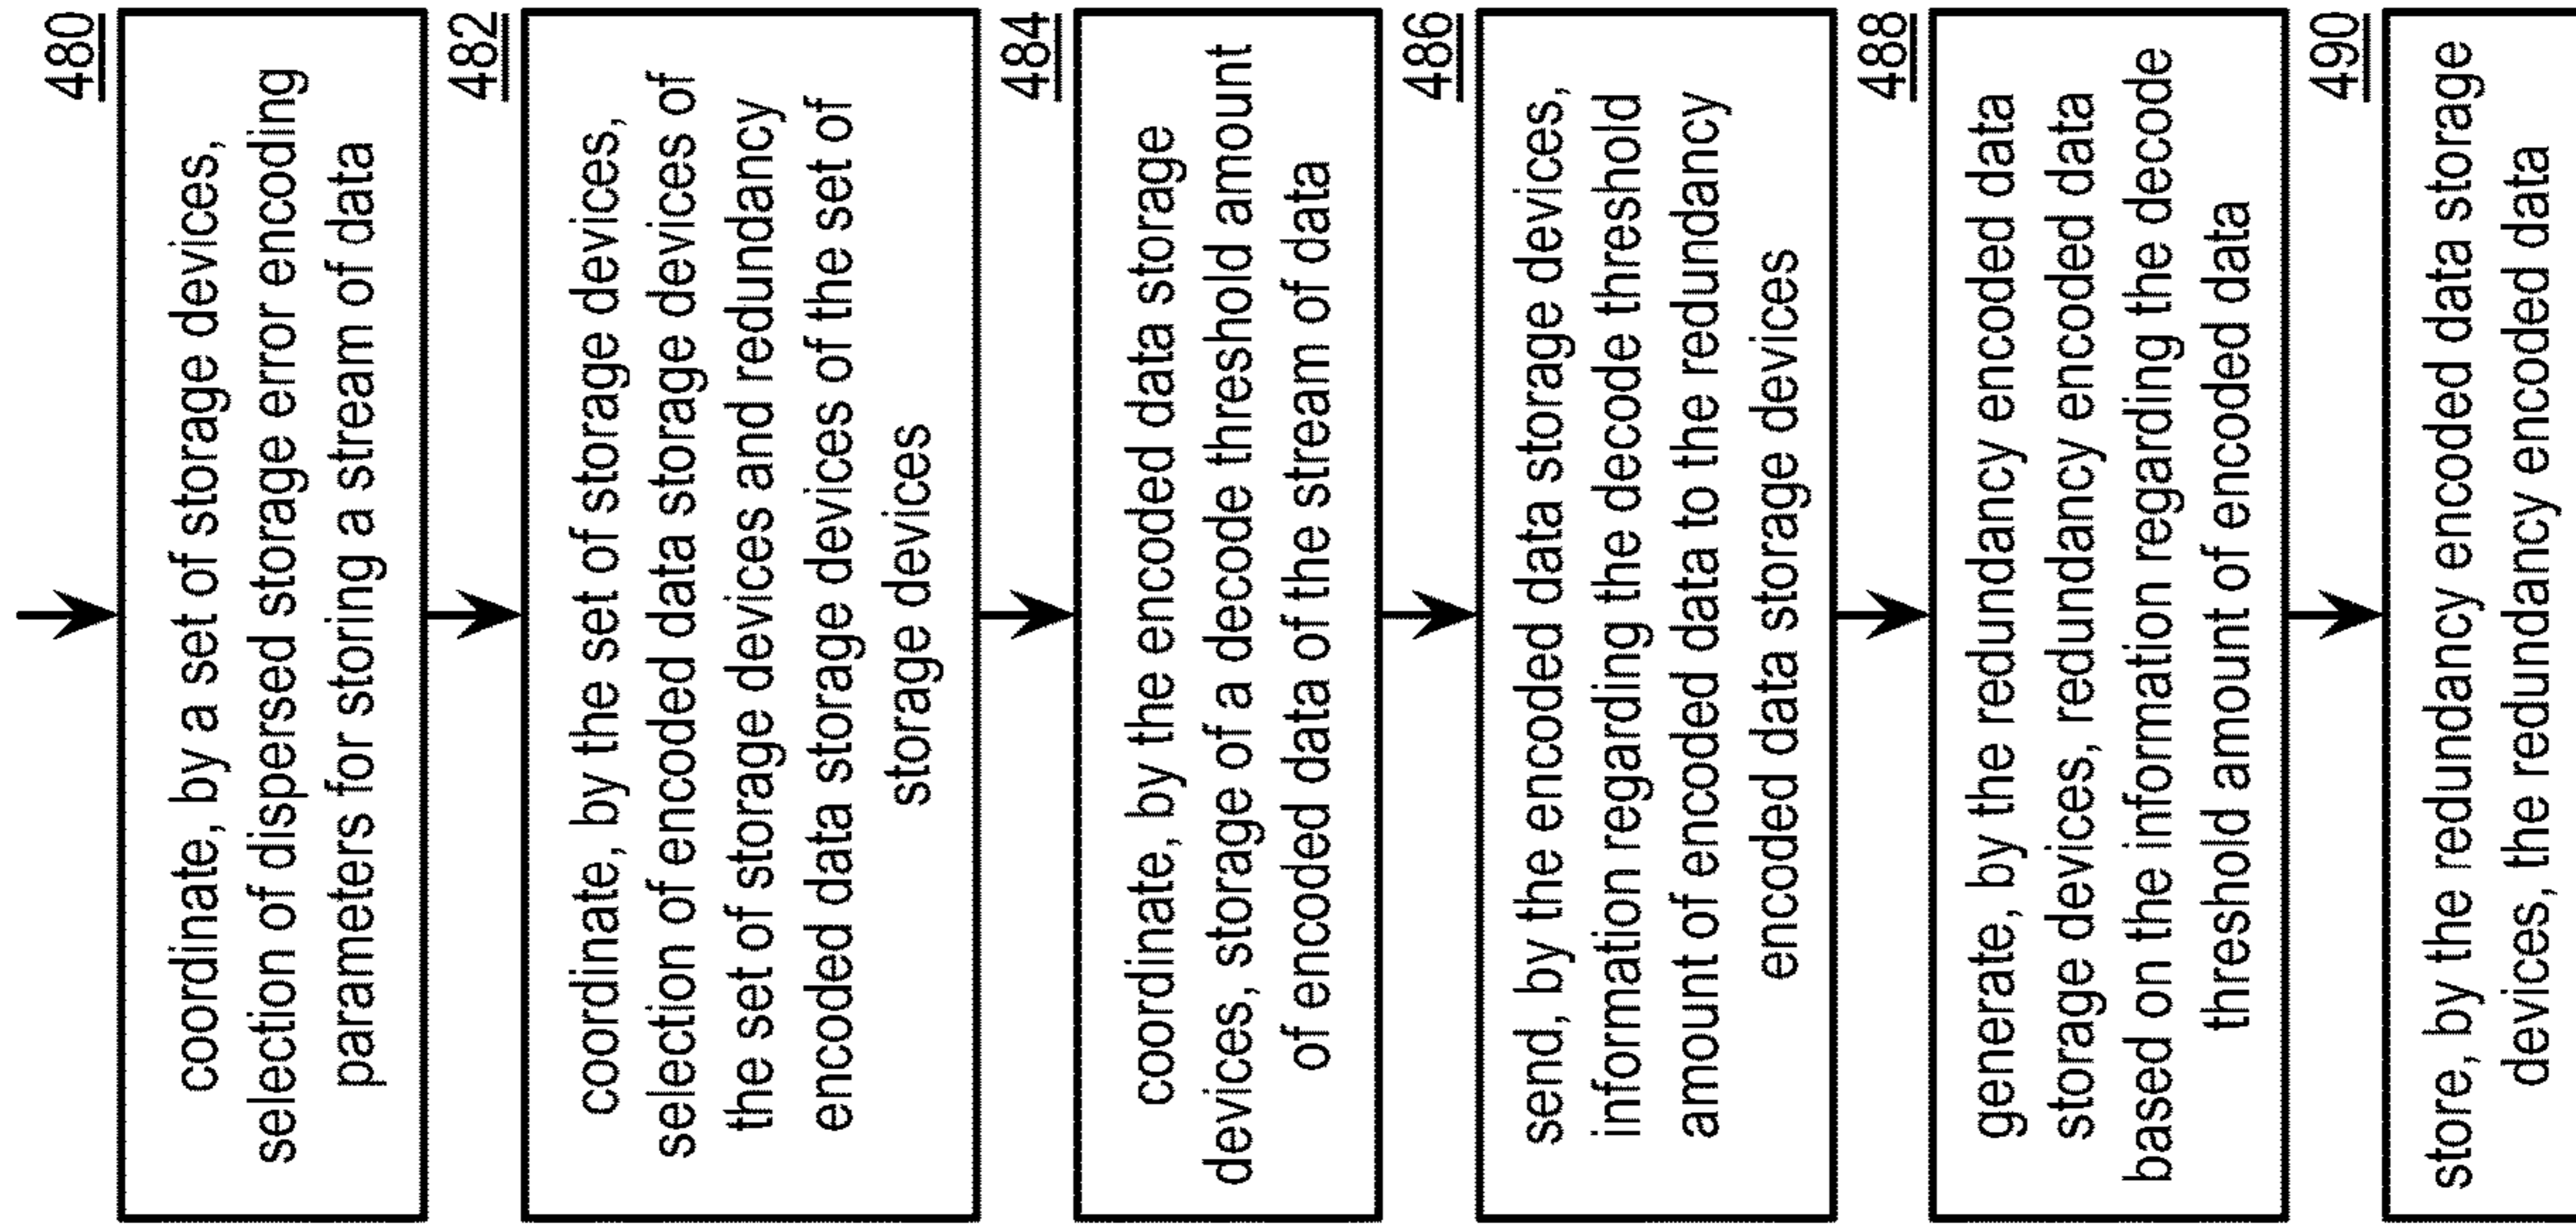 480
coordinate, by a set of storage devices,
selection of dispersed storage error encoding
parameters for storing a stream of data
482
coordinate, by the set of storage devices,
selection of encoded data storage devices of
the set of storage devices and redundancy
encoded data storage devices of the set of
storage devices
484
coordinate, by the encoded data storage
devices, storage of a decode threshold amount
of encoded data of the stream of data
486
send, by the encoded data storage devices,
information regarding the decode threshold
amount of encoded data to the redundancy
encoded data storage devices
488
generate, by the redundancy encoded data
storage devices, redundancy encoded data
based on the information regarding the decode
threshold amount of encoded data
490
store, by the redundancy encoded data storage
devices, the redundancy encoded data